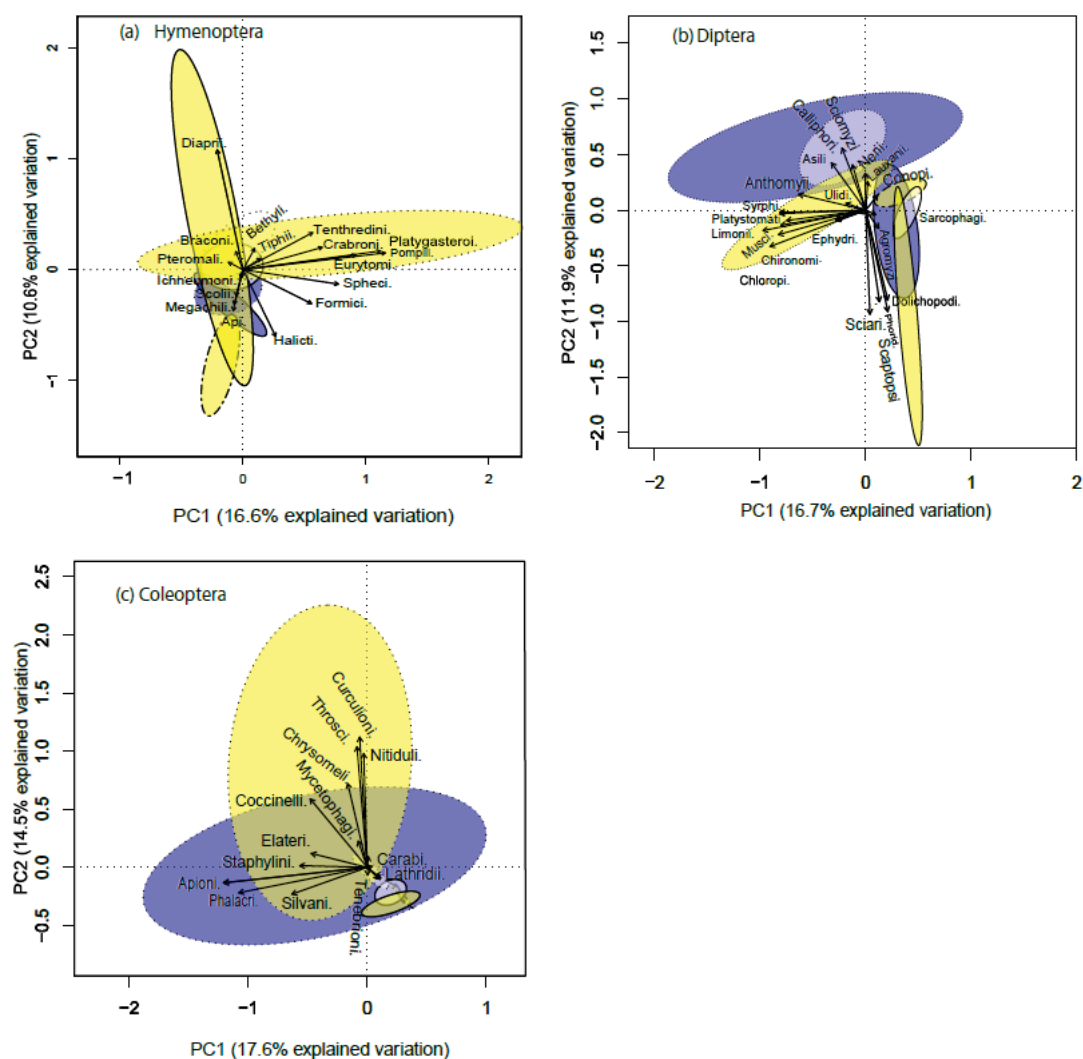 (a) Hymenoptera
2
1
0
−1
−1
0
1
2
PC2 (10.6% explained variation)
PC1 (16.6% explained variation)
Diaprii.
Bethyli.
Braconi.
Tiphii.
Pteromali.
Ichneumoni.
Scolii.
Megachili.
Api.
Halicti.
Tenthredini.
Crabroni.
Platygasteroi.
Eurytomi.
Pompili.
Spheci.
Formici.
(b) Diptera
1.5
1.0
0.5
0.0
−0.5
−1.0
−1.5
−2.0
−2
−1
0
1
2
PC2 (11.9% explained variation)
PC1 (16.7% explained variation)
Calliphori.
Sciomyzi
Asili
Nerii.
Lauxanii.
Conopi.
Anthomyii.
Ulidi.
Syrphi.
Platystomati
Limonii.
Musci
Ephydri.
Chironomi
Chloropi.
Sarcophagi.
Agromyzi
Dolichopodi.
Sciari.
Phorid.
Scaptopsi
(c) Coleoptera
2.5
2.0
1.5
1.0
0.5
0.0
−0.5
−2
−1
0
1
PC2 (14.5% explained variation)
PC1 (17.6% explained variation)
Curculioni.
Throsci.
Nitiduli.
Chrysomeli
Mycetophagi.
Coccinelli.
Elateri.
Staphylini.
Apioni.
Phalacri.
Silvani.
Carabi.
Lathridii.
Tenebrioni.